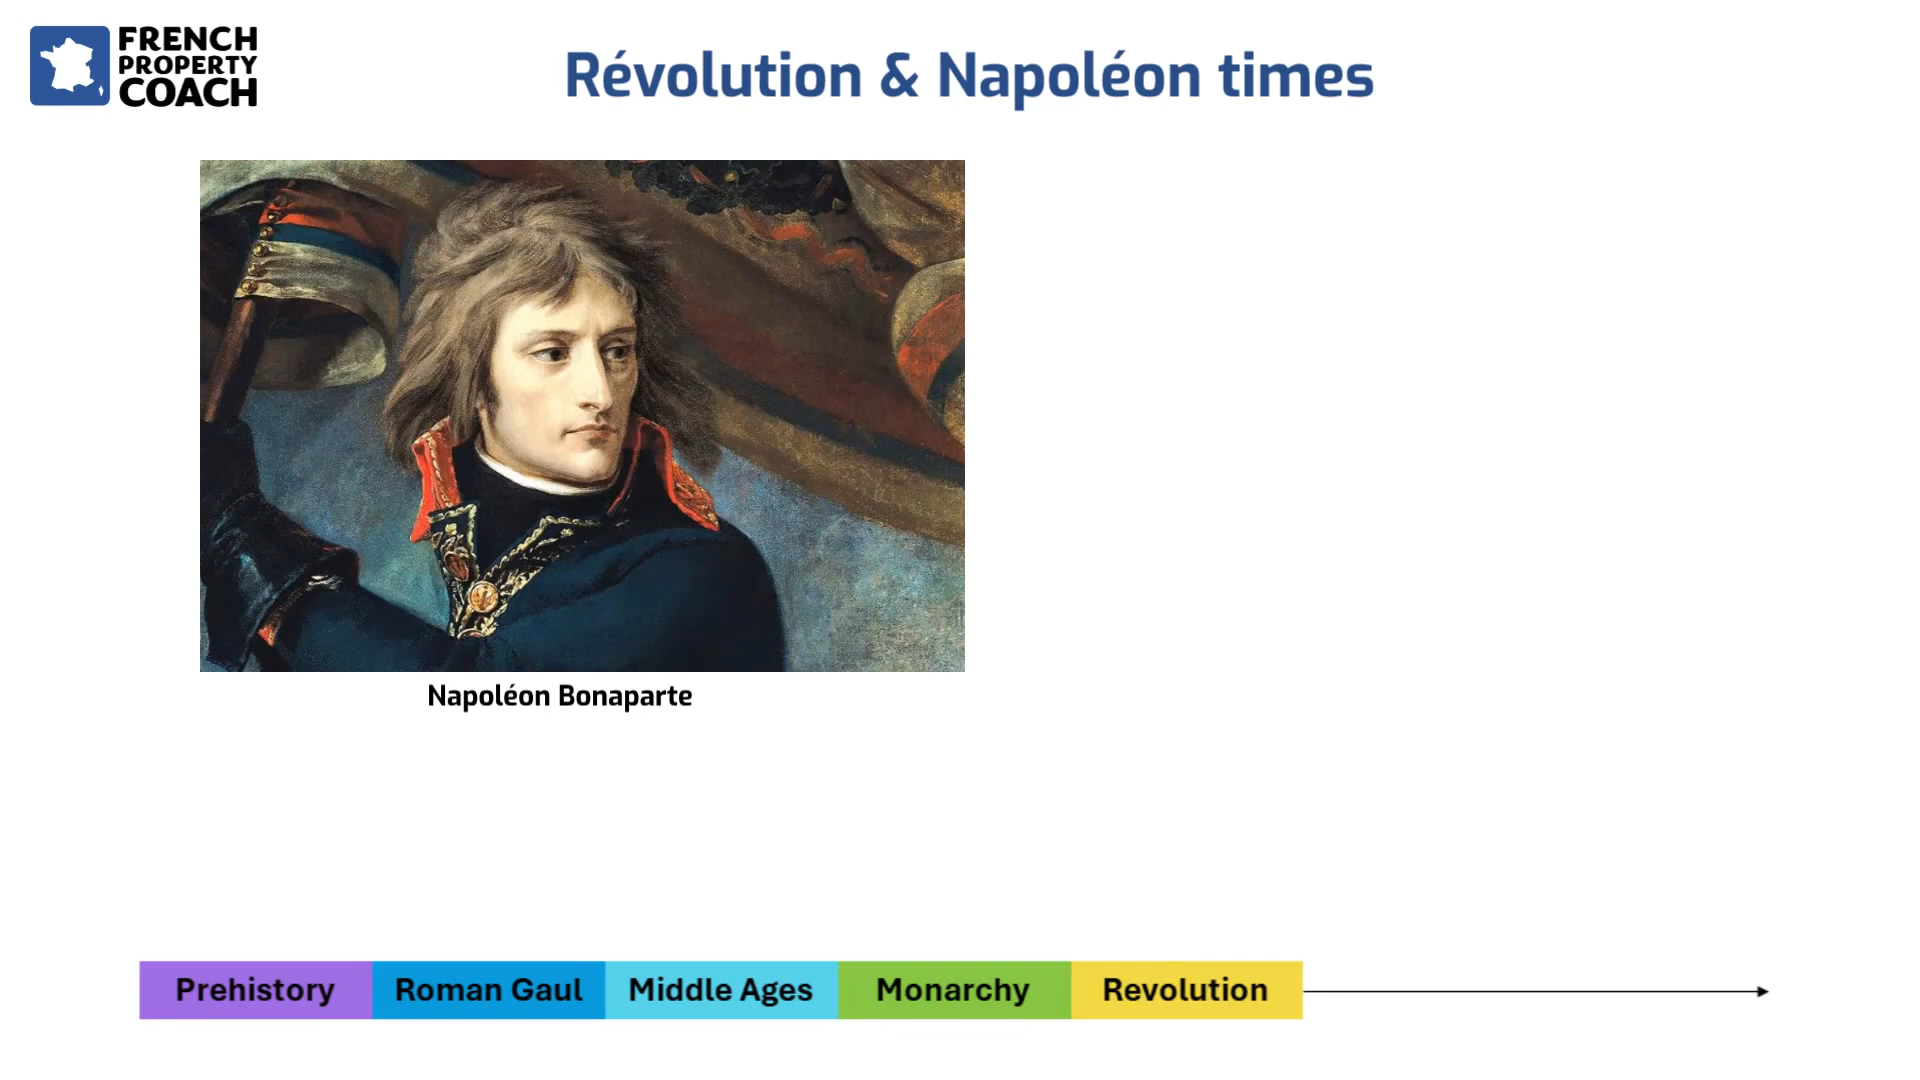 FRENCH
PROPERTY
COACH
Révolution & Napoléon times
Napoléon Bonaparte
Prehistory Roman Gaul Middle Ages Monarchy Revolution